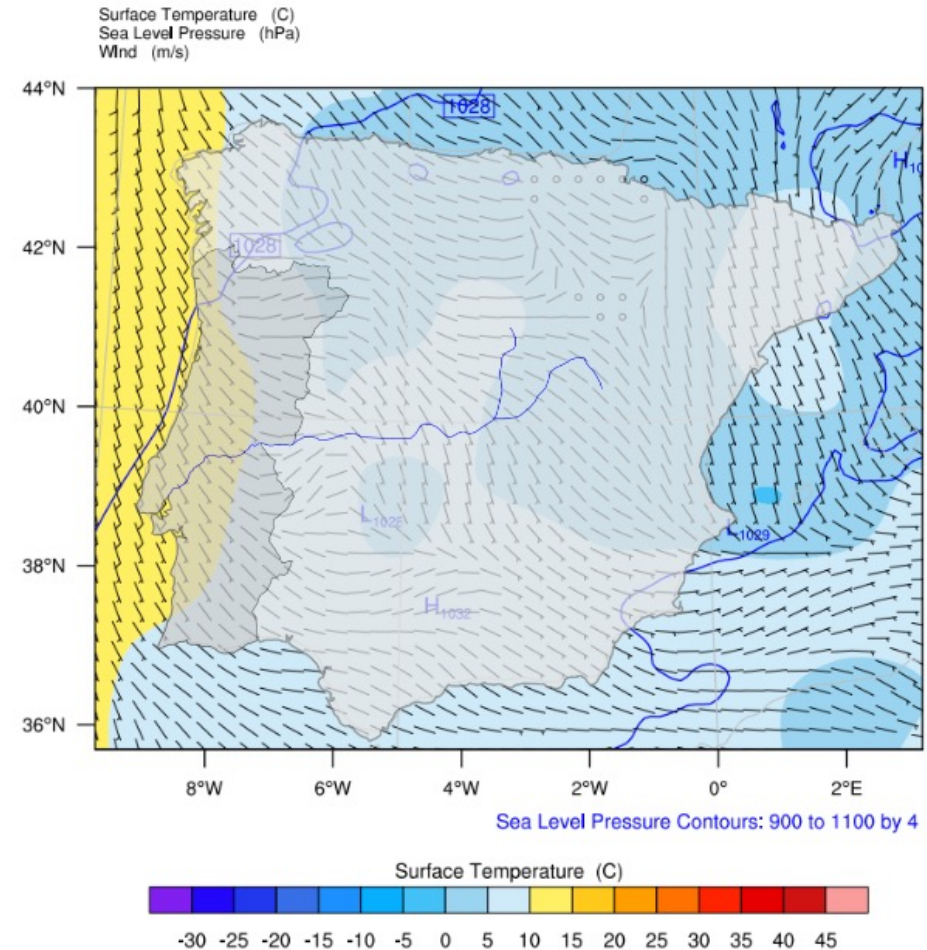 Surface Temperature (C)
Sea Level Pressure (hPa)
Wind (m/s)
44°N
42°N
40°N
38°N
36°N
1028
H10
1028
L1028
L1029
H1032
8°W 6°W 4°W 2°W 0° 2°E
Sea Level Pressure Contours: 900 to 1100 by 4
Surface Temperature (C)
-30 -25 -20 -15 -10 -5 0 5 10 15 20 25 30 35 40 45